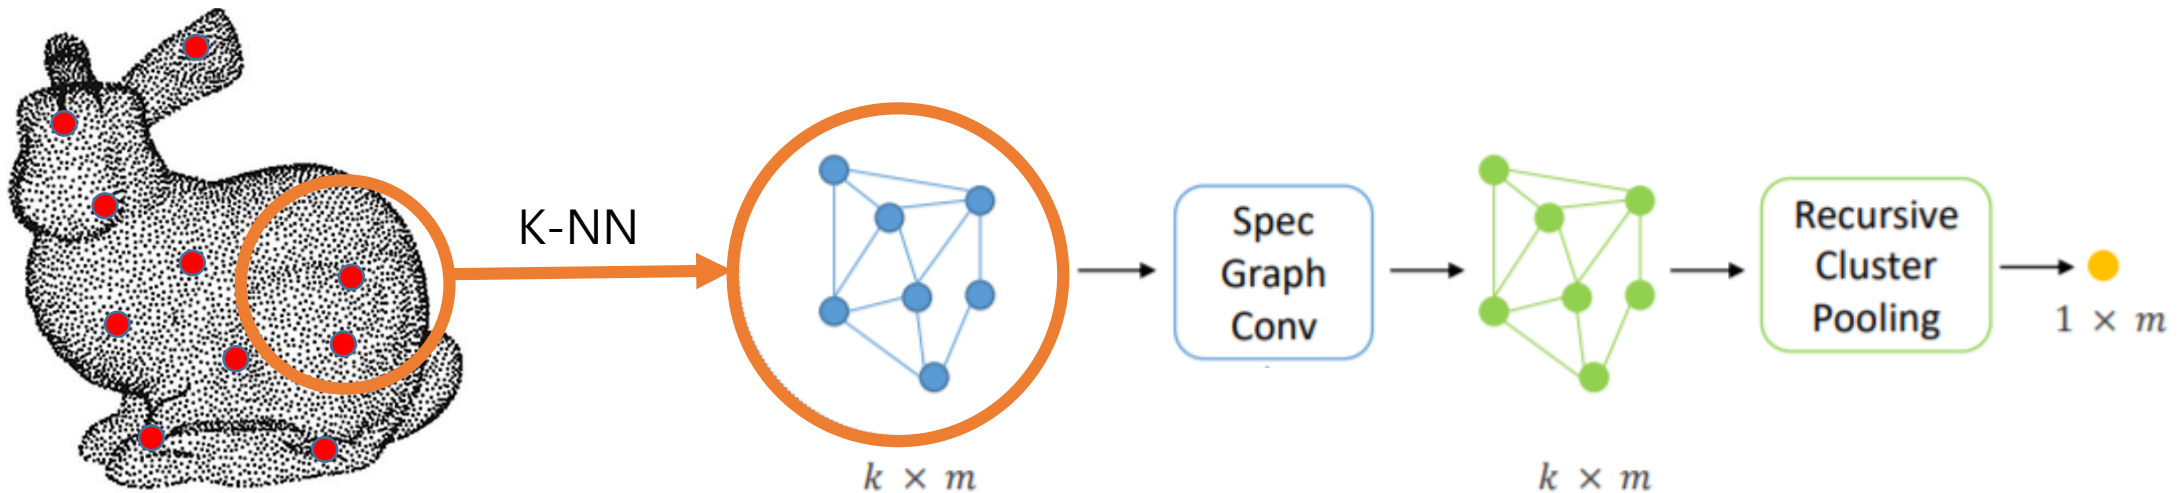 K-NN
k × m
Spec
Graph
Conv
k × m
Recursive
Cluster
Pooling
1 × m